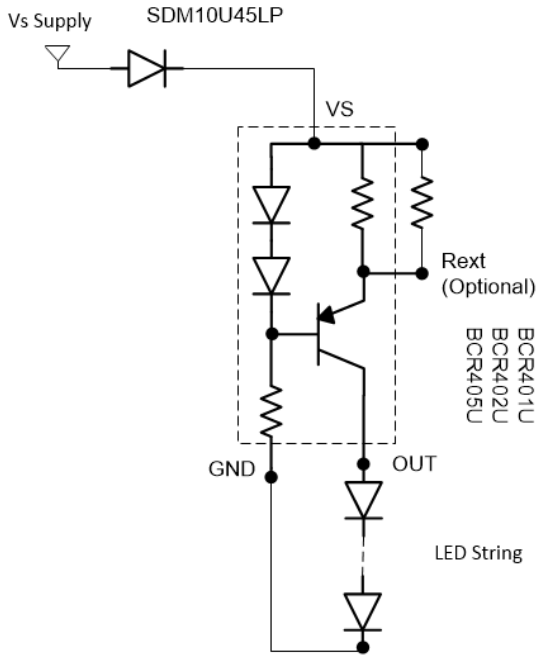 Vs Supply
SDM10U45LP
VS
Rext
(Optional)
BCR401U
BCR402U
BCR405U
GND
OUT
LED String